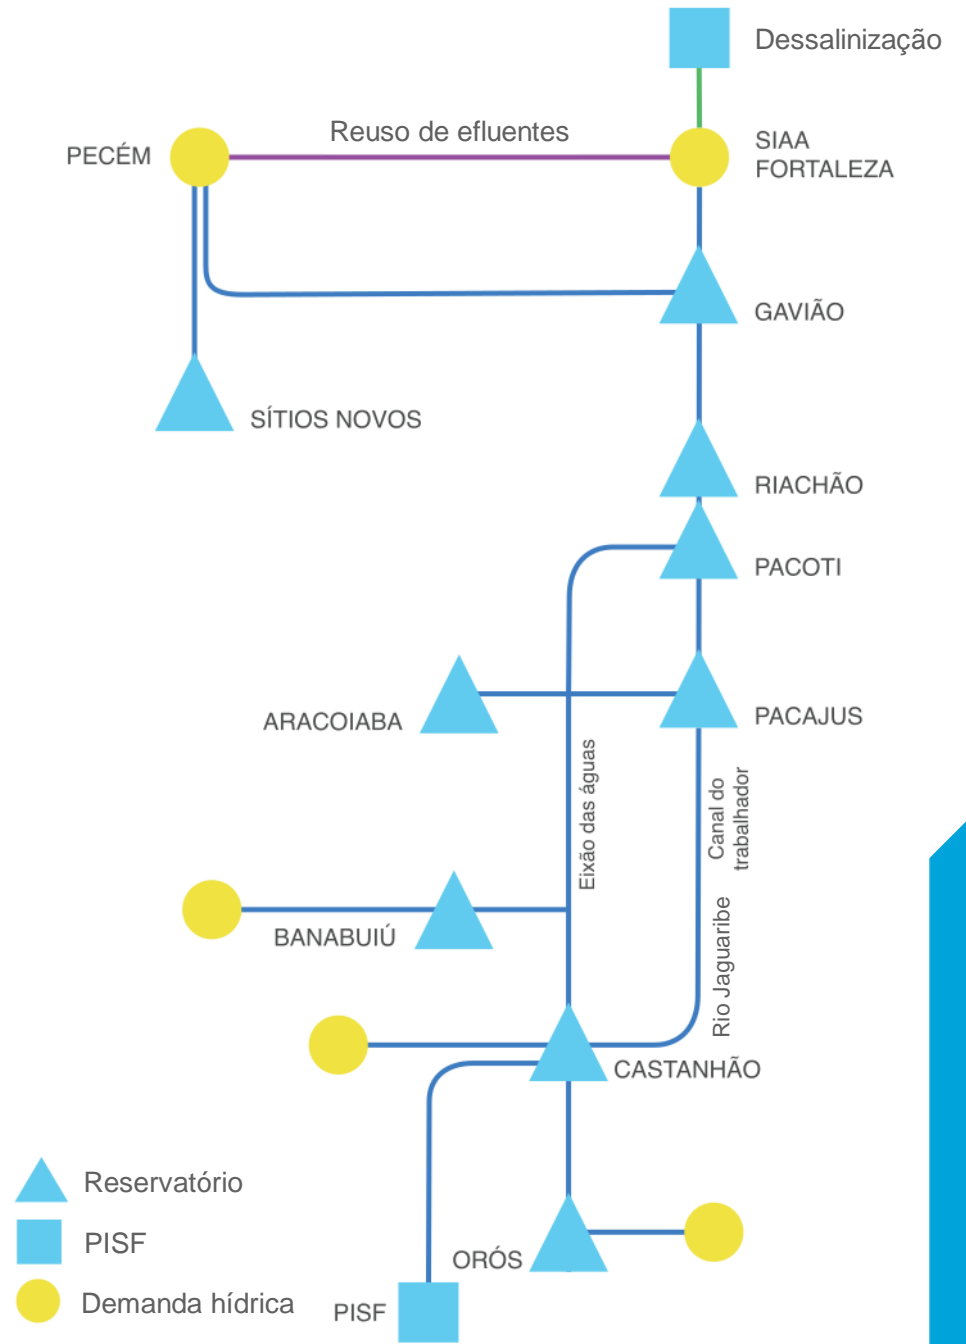 Dessalinização
Reuso de efluentes
PECÉM
SIAA
FORTALEZA
GAVIÃO
SÍTIOS NOVOS
RIACHÃO
PACOTI
ARACOIABA
PACAJUS
Eixão das águas
Canal do
trabalhador
BANABUIÚ
Rio Jaguaribe
CASTANHÃO
Reservatório
PISF
ORÓS
Demanda hídrica
PISF